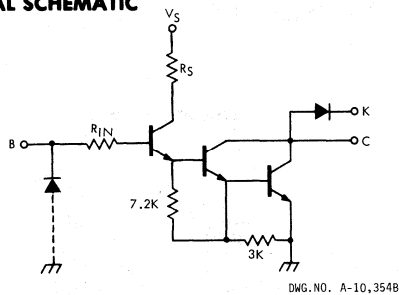 AL SCHEMATIC
VS
RS
K
RIN
B
C
7.2K
3K
DWG.NO. A-10,354B